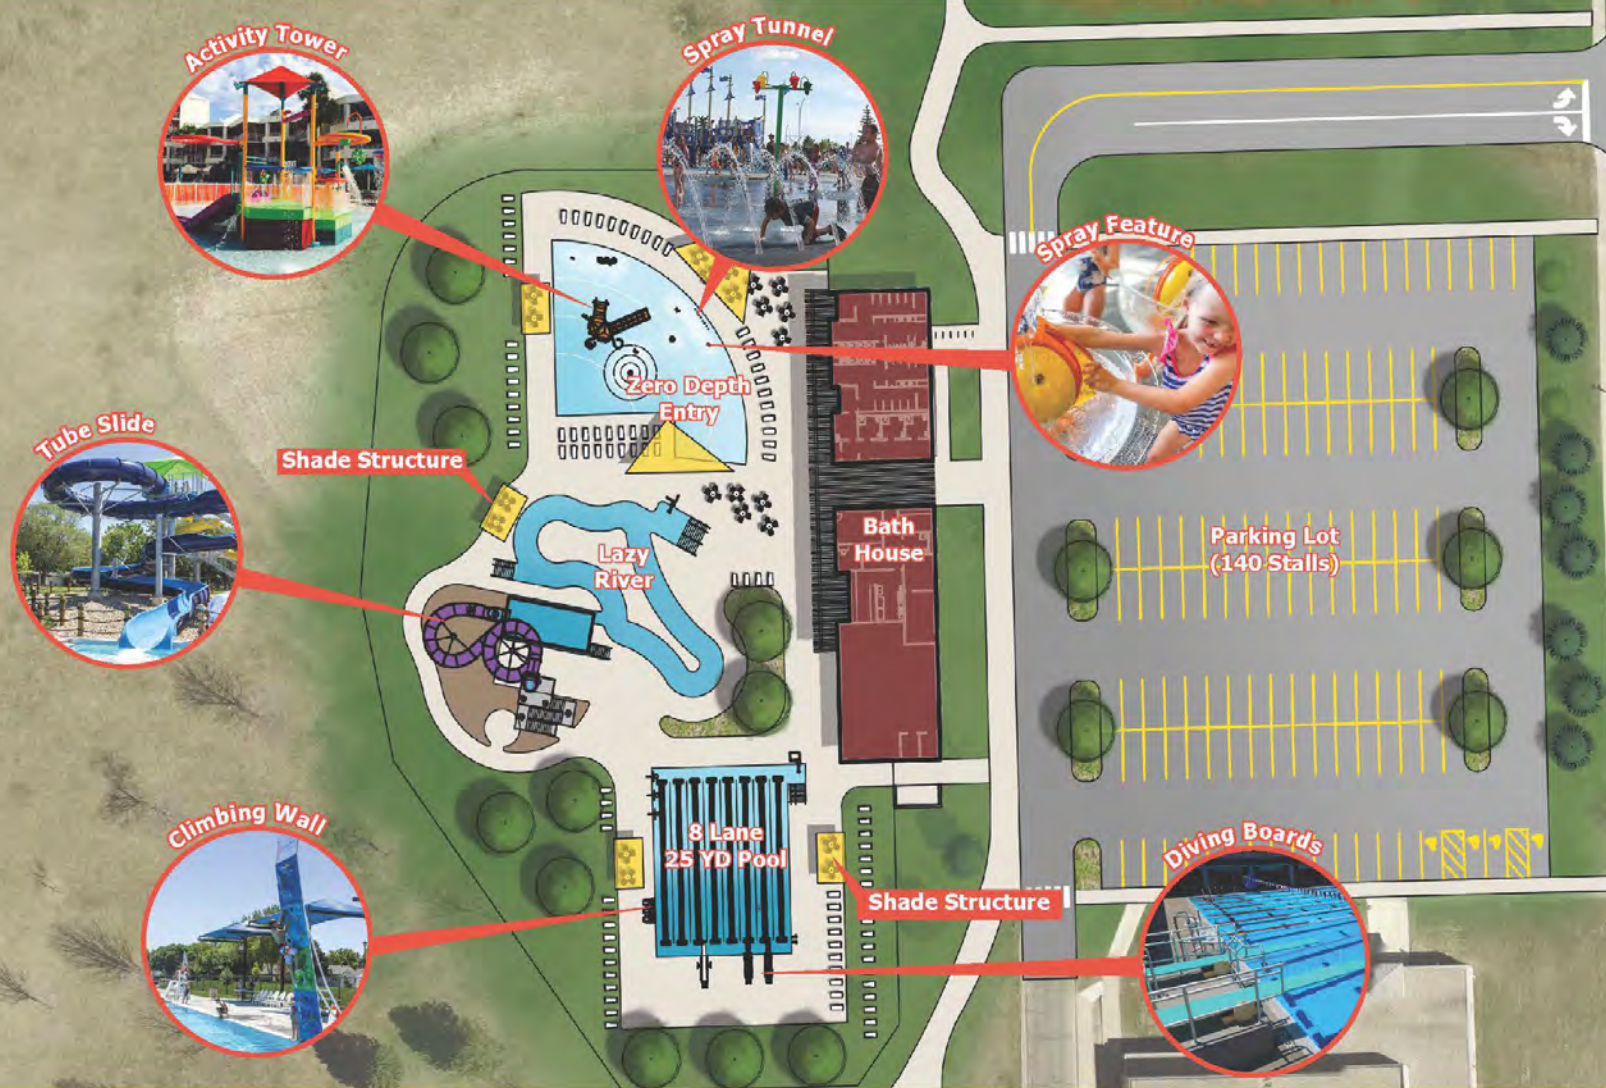 Activity Tower
Spray Tunnel
Spray Feature
Zero Depth
Entry
Tube Slide
Shade Structure
Lazy
River
Bath
House
Parking Lot
(140 Stalls)
Climbing Wall
8 Lane
25 YD Pool
Diving Boards
Shade Structure